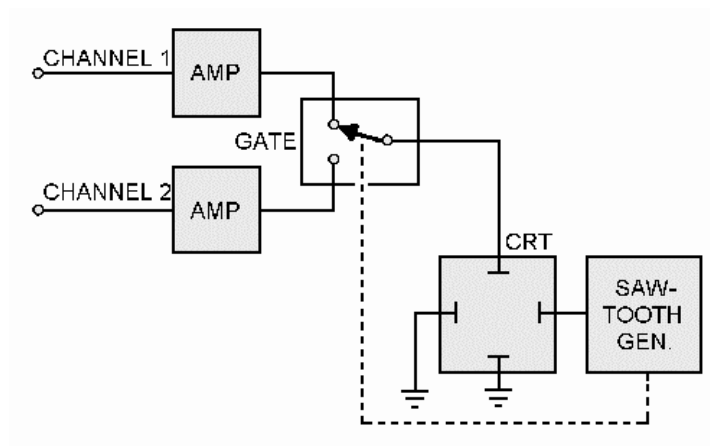 CHANNEL 1
AMP
GATE
CHANNEL 2
AMP
CRT
SAW-
TOOTH
GEN.